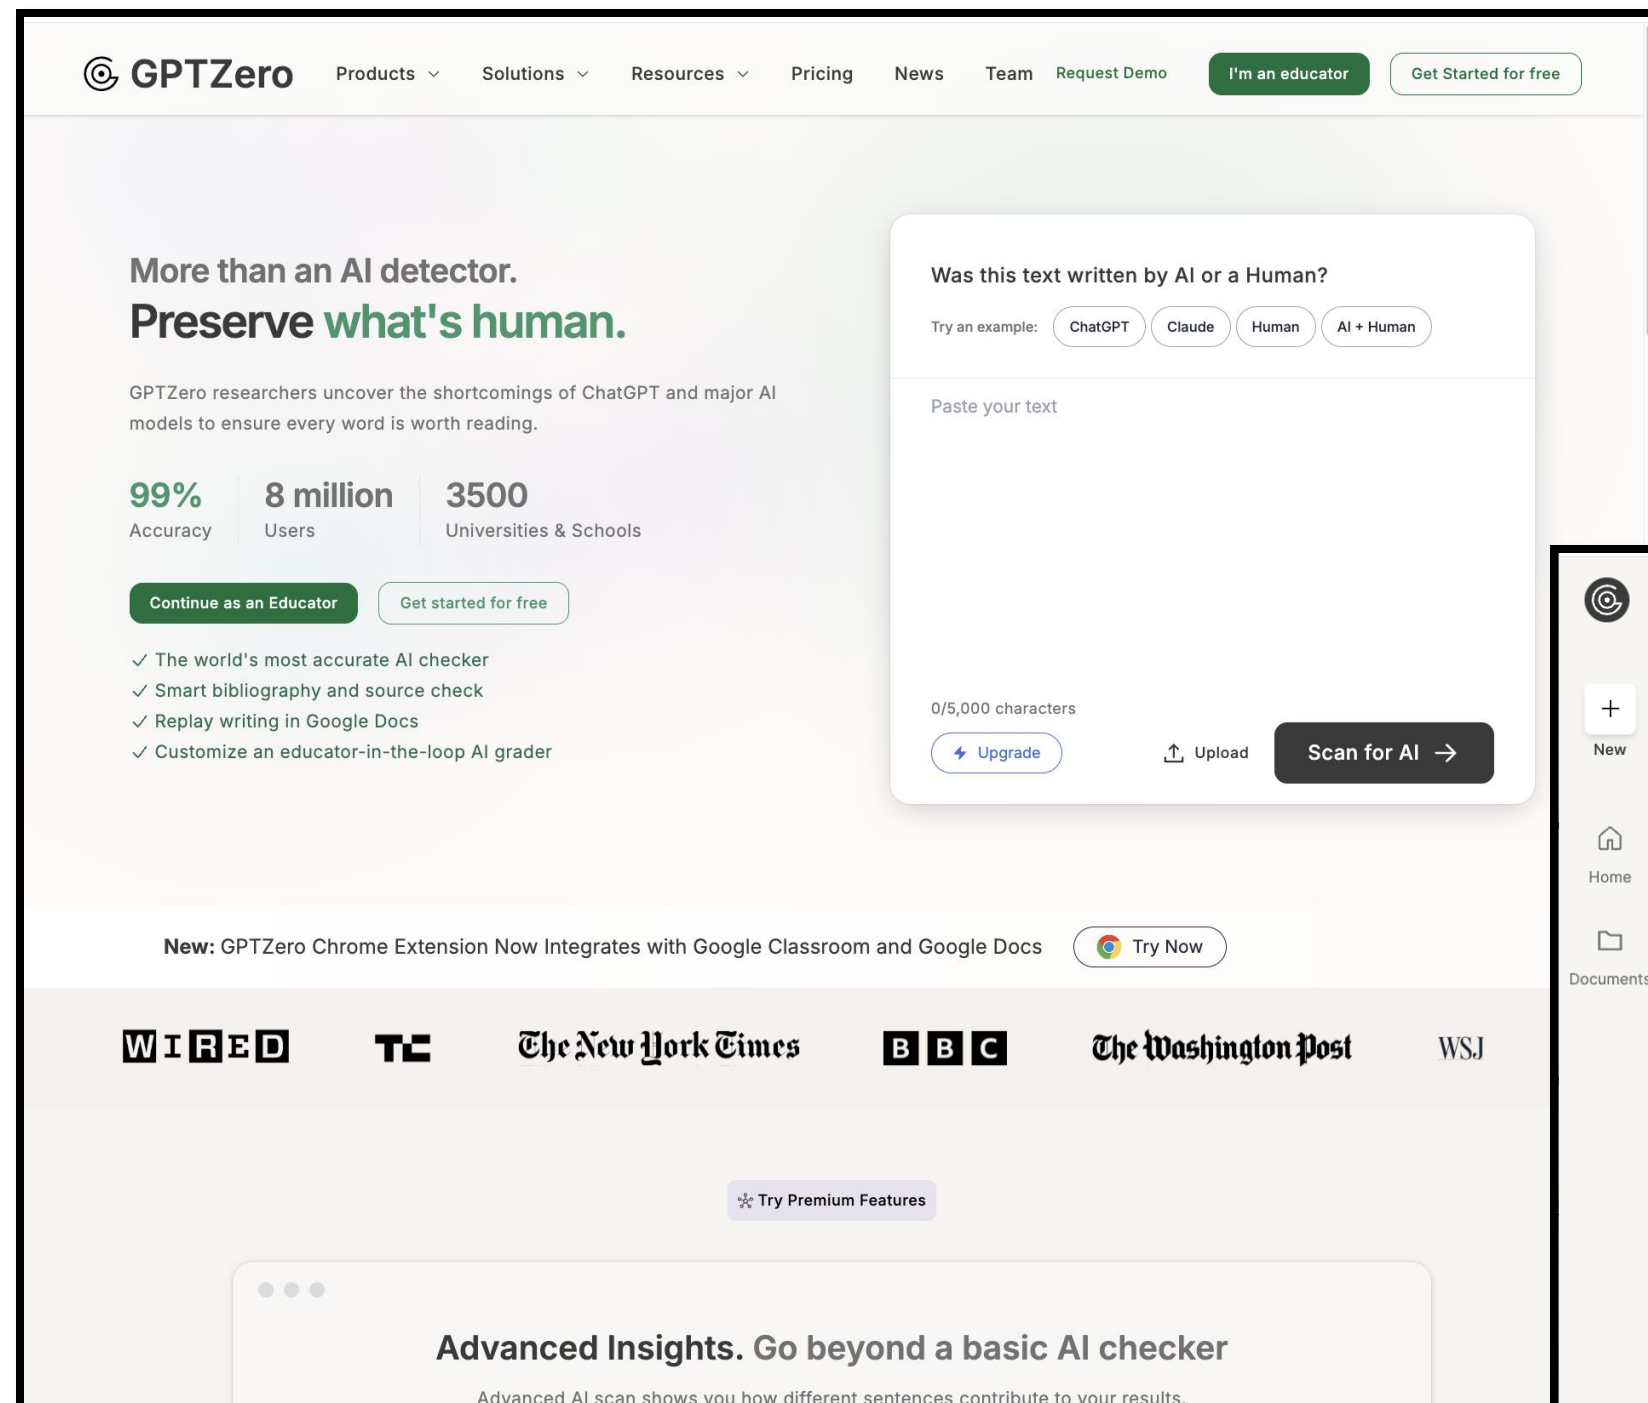 GPTZero Products Solutions Resources Pricing News Team Request Demo I'm an educator Get Started for free
More than an AI detector.
Preserve what's human.
GPTZero researchers uncover the shortcomings of ChatGPT and major AI
models to ensure every word is worth reading.
99% 8 million 3500
Accuracy Users Universities & Schools
Continue as an Educator Get started for free
✓ The world's most accurate AI checker
✓ Smart bibliography and source check
✓ Replay writing in Google Docs
✓ Customize an educator-in-the-loop AI grader
Was this text written by AI or a Human?
Try an example: ChatGPT Claude Human AI + Human
Paste your text
0/5,000 characters
Upgrade Upload Scan for AI →
New: GPTZero Chrome Extension Now Integrates with Google Classroom and Google Docs Try Now
WIRED TC The New York Times BBC The Washington Post WSJ
Try Premium Features
Advanced Insights. Go beyond a basic AI checker
Advanced AI scan shows you how different sentences contribute to your results.
New
Home
Documents